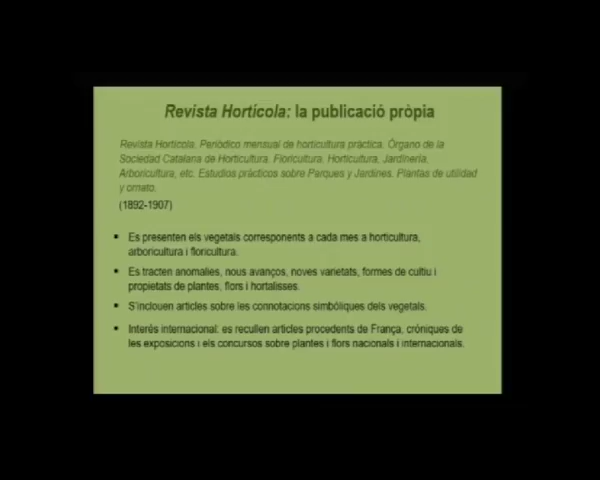 Revista Hortícola: la publicació pròpia
Revista Hortícola. Periódico mensual de horticultura práctica. Órgano de la
Sociedad Catalana de Horticultura. Floricultura. Horticultura, Jardinería,
Arboricultura, etc. Estudios prácticos sobre Parques y Jardines. Plantas de utilidad
y ornato.
(1892-1907)
▪ Es presenten els vegetals corresponents a cada mes a horticultura,
arboricultura i floricultura.
▪ Es tracten anomalies, nous avanços, noves varietats, formes de cultiu i
propietats de plantes, flors i hortalisses.
▪ S'inclouen articles sobre les connotacions simbòliques dels vegetals.
▪ Interès internacional: es recullen articles procedents de França, cròniques de
les exposicions i els concursos sobre plantes i flors nacionals i internacionals.